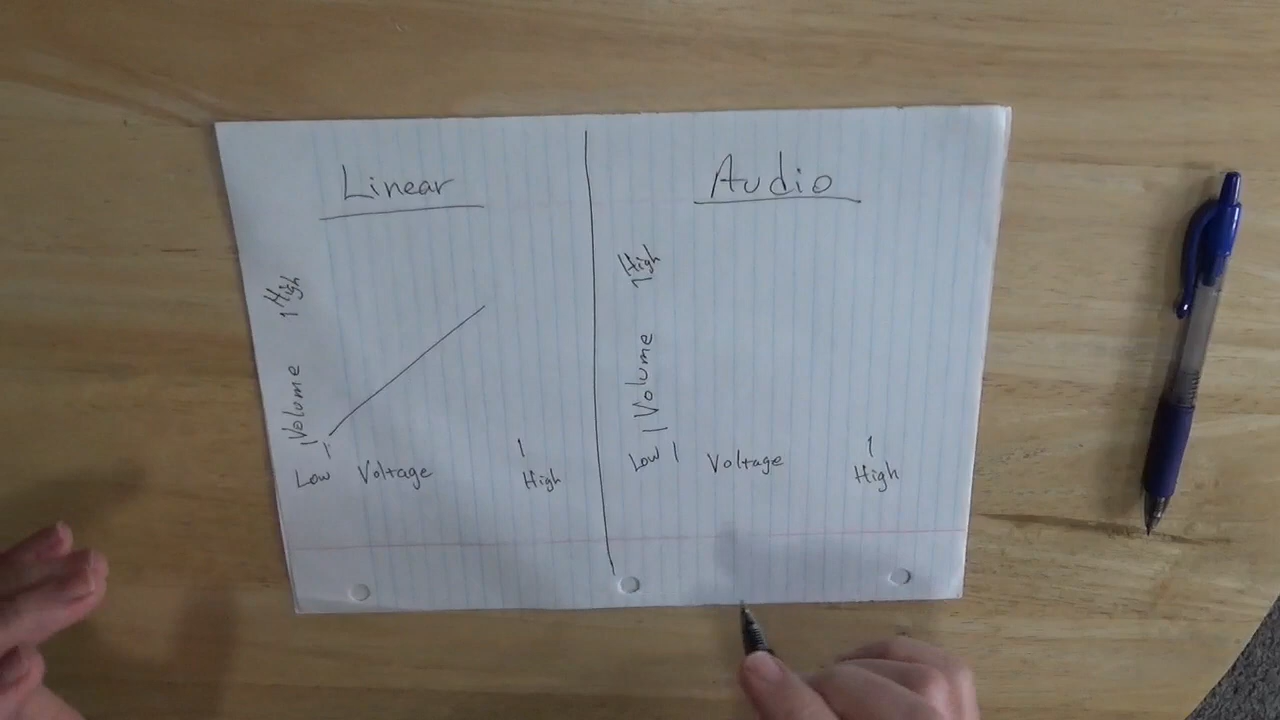 Linear
High
Volume
Low
Voltage
High
Audio
High
Volume
Low
Voltage
High